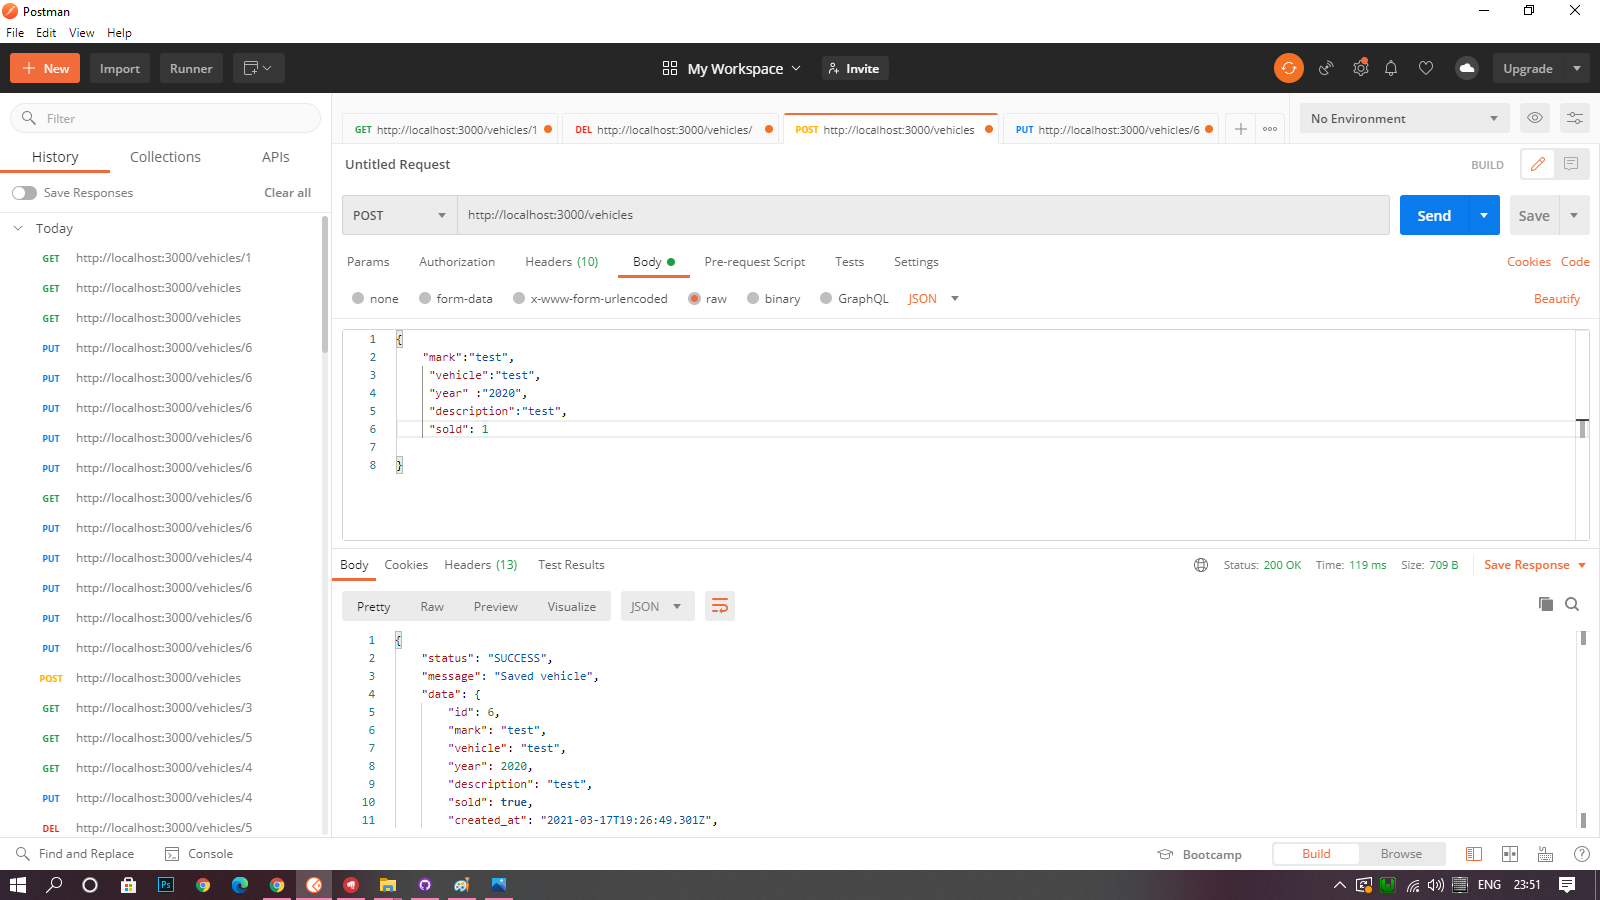 Postman
File Edit View Help
New Import Runner My Workspace Invite Upgrade
Filter
History Collections APIs
Save Responses Clear all
Today
GET http://localhost:3000/vehicles/1
GET http://localhost:3000/vehicles
GET http://localhost:3000/vehicles
PUT http://localhost:3000/vehicles/6
PUT http://localhost:3000/vehicles/6
PUT http://localhost:3000/vehicles/6
PUT http://localhost:3000/vehicles/6
PUT http://localhost:3000/vehicles/6
GET http://localhost:3000/vehicles/6
PUT http://localhost:3000/vehicles/6
PUT http://localhost:3000/vehicles/4
PUT http://localhost:3000/vehicles/6
PUT http://localhost:3000/vehicles/6
PUT http://localhost:3000/vehicles/6
POST http://localhost:3000/vehicles
GET http://localhost:3000/vehicles/3
GET http://localhost:3000/vehicles/5
GET http://localhost:3000/vehicles/4
PUT http://localhost:3000/vehicles/4
DEL http://localhost:3000/vehicles/5
GET http://localhost:3000/vehicles/1 DEL http://localhost:3000/vehicles/ POST http://localhost:3000/vehicles PUT http://localhost:3000/vehicles/6 No Environment
Untitled Request BUILD
POST http://localhost:3000/vehicles Send Save
Params Authorization Headers (10) Body Pre-request Script Tests Settings Cookies Code
none form-data x-www-form-urlencoded raw binary GraphQL JSON Beautify
1 {
2 "mark":"test",
3 "vehicle":"test",
4 "year" :"2020",
5 "description":"test",
6 "sold": 1
7
8 }
Body Cookies Headers (13) Test Results Status: 200 OK Time: 119 ms Size: 709 B Save Response
Pretty Raw Preview Visualize JSON
1 {
2 "status": "SUCCESS",
3 "message": "Saved vehicle",
4 "data": {
5 "id": 6,
6 "mark": "test",
7 "vehicle": "test",
8 "year": 2020,
9 "description": "test",
10 "sold": true,
11 "created_at": "2021-03-17T19:26:49.301Z",
Find and Replace Console Bootcamp Build Browse
Ps ENG 23:51